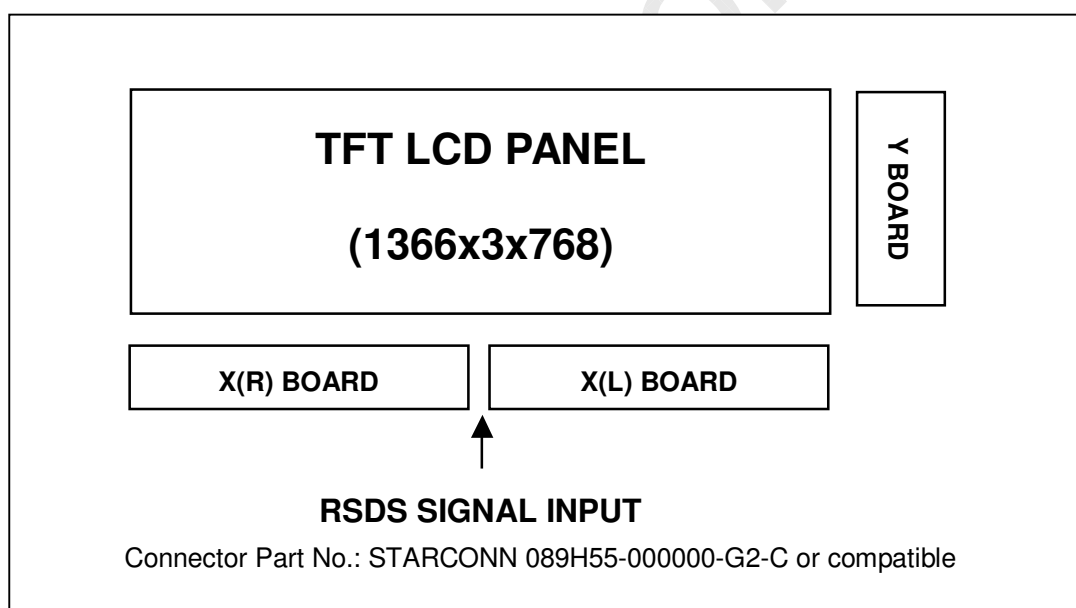 TFT LCD PANEL
(1366x3x768)
Y BOARD
X(R) BOARD
X(L) BOARD
RSDS SIGNAL INPUT
Connector Part No.: STARCONN 089H55-000000-G2-C or compatible